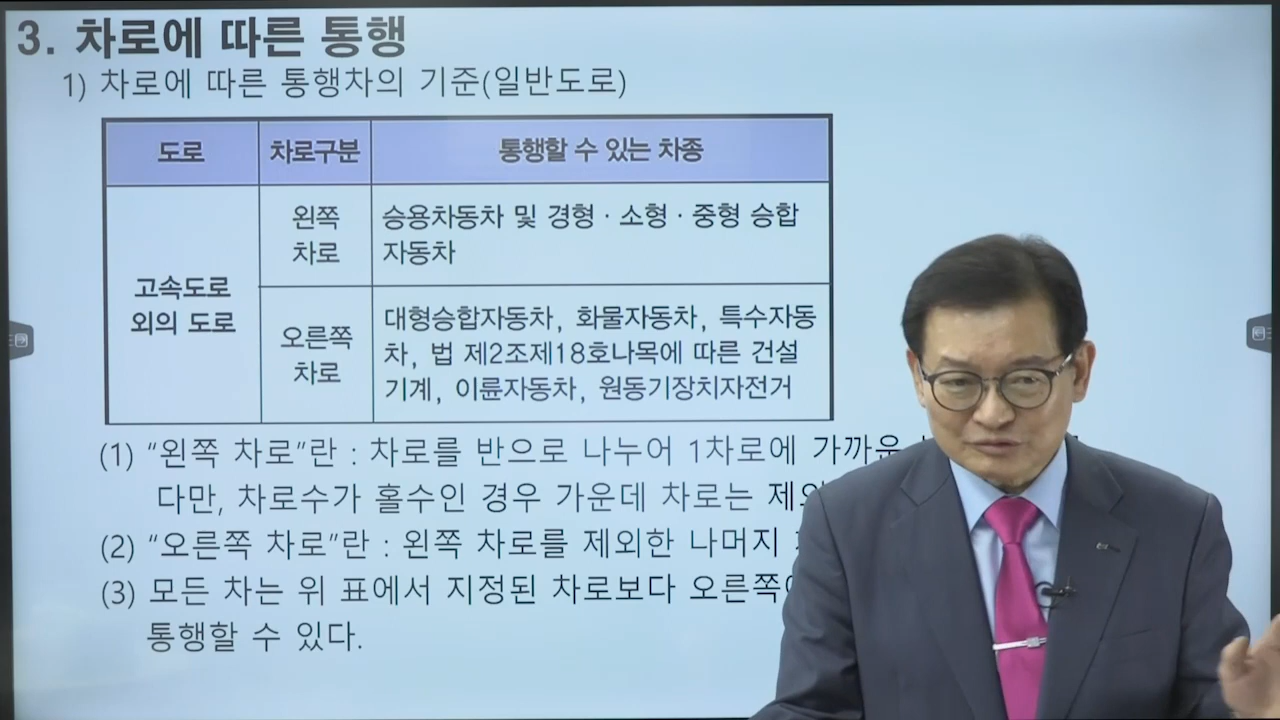 3. 차로에 따른 통행
1) 차로에 따른 통행차의 기준(일반도로)
도로 차로구분 통행할 수 있는 차종
고속도로
외의 도로
왼쪽
차로
승용차동차 및 경형·소형·중형 승합
자동차
오른쪽
차로
대형승합자동차, 화물자동차, 특수자동
차, 법 제2조제18호나목에 따른 건설
기계, 이륜자동차, 원동기장치자전거
(1) "왼쪽 차로"란 : 차로를 반으로 나누어 1차로에 가까운
다만, 차로수가 홀수인 경우 가운데 차로는
(2) "오른쪽 차로"란 : 왼쪽 차로를 제외한 나머지
(3) 모든 차는 위 표에서 지정된 차로보다
통행할 수 있다.